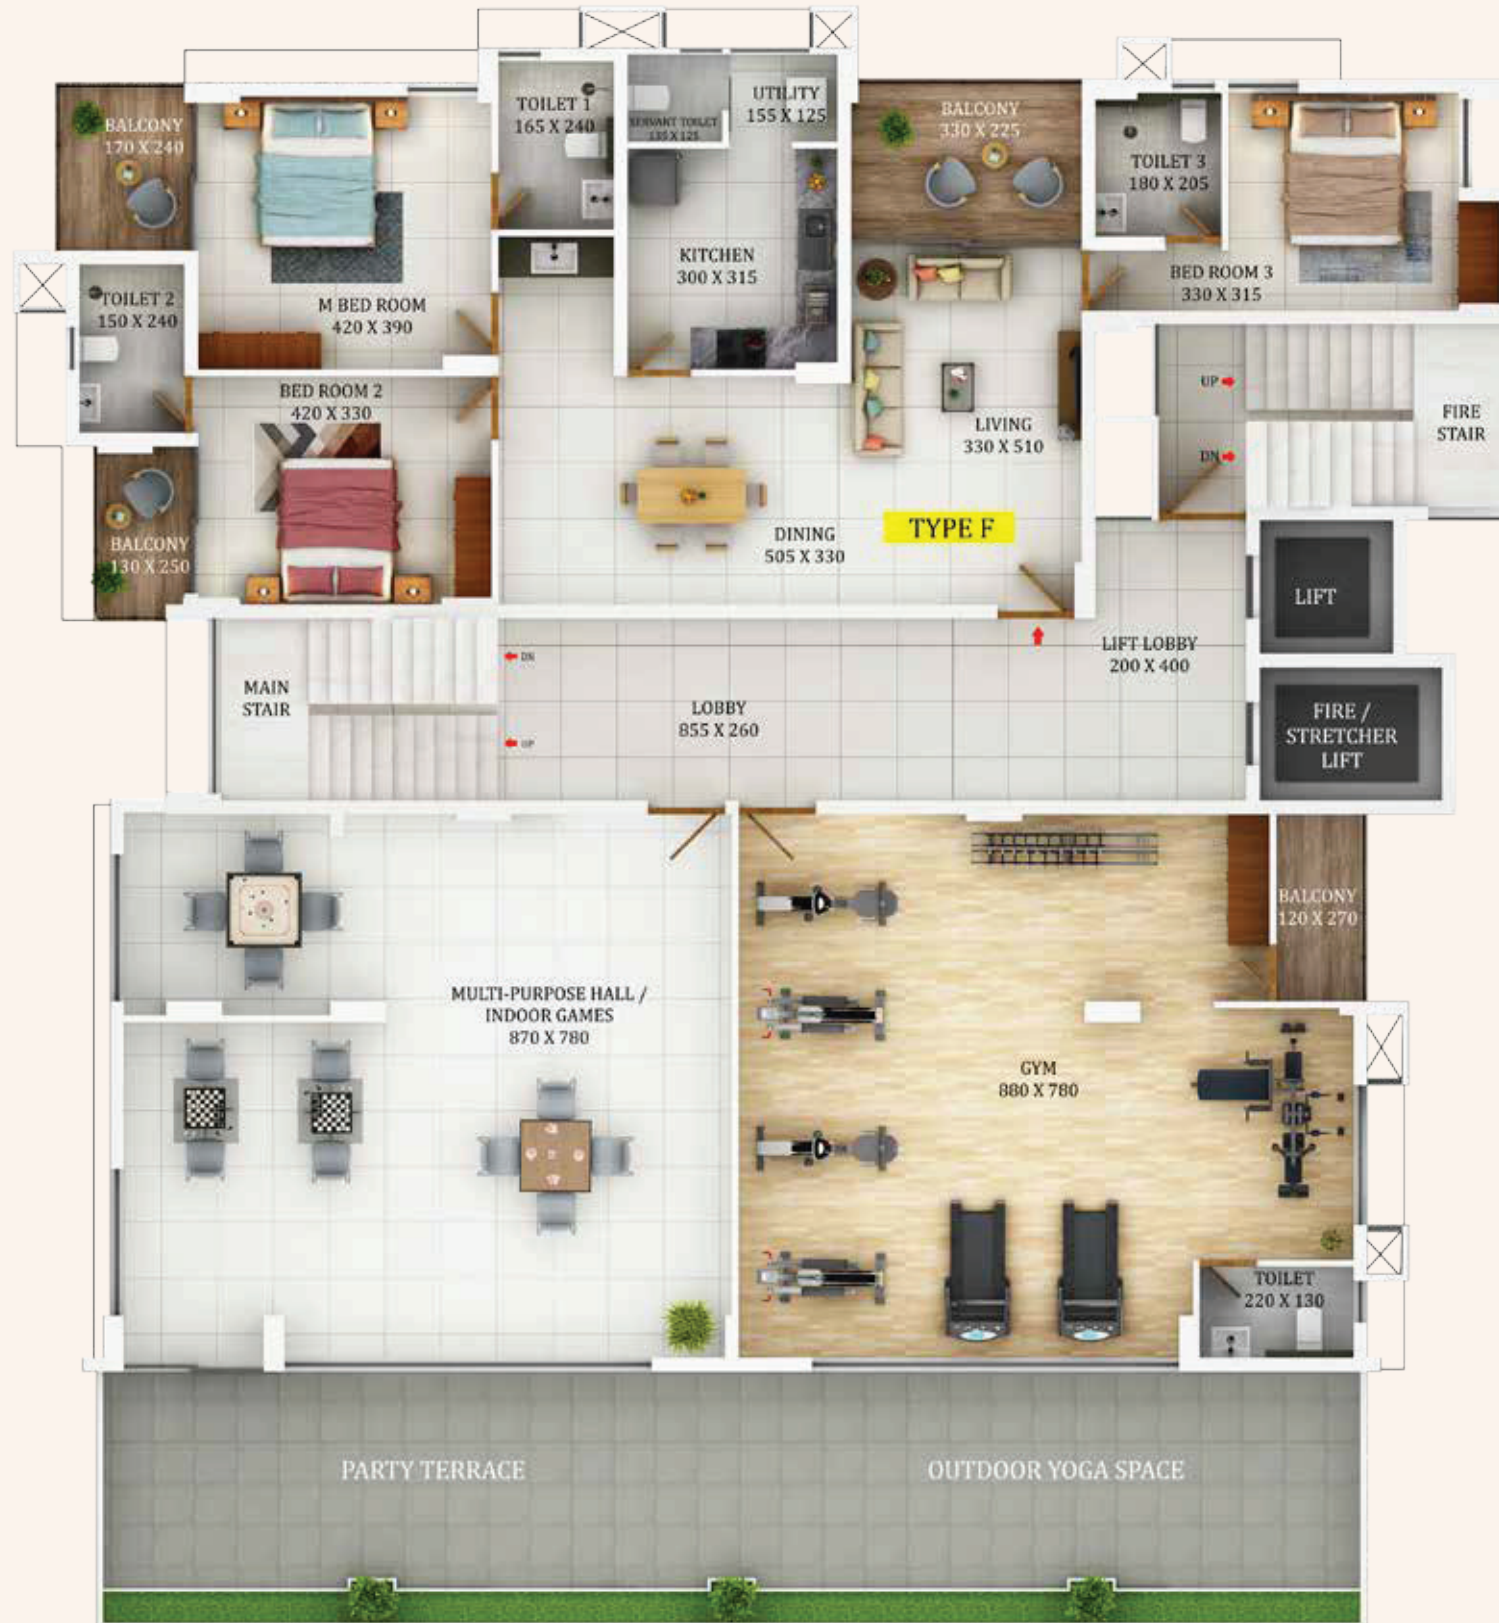 BALCONY
170 X 240
TOILET 1
165 X 240
SERVANT TOILET
135 X 125
UTILITY
155 X 125
BALCONY
330 X 225
TOILET 3
180 X 205
KITCHEN
300 X 315
BED ROOM 3
330 X 315
TOILET 2
150 X 240
M BED ROOM
420 X 390
BED ROOM 2
420 X 330
UP
DN
FIRE
STAIR
LIVING
330 X 510
TYPE F
DINING
505 X 330
BALCONY
130 X 250
LIFT
LIFT LOBBY
200 X 400
DN
MAIN
STAIR
LOBBY
855 X 260
UP
FIRE /
STRETCHER
LIFT
BALCONY
120 X 270
MULTI-PURPOSE HALL /
INDOOR GAMES
870 X 780
GYM
880 X 780
TOILET
220 X 130
PARTY TERRACE
OUTDOOR YOGA SPACE